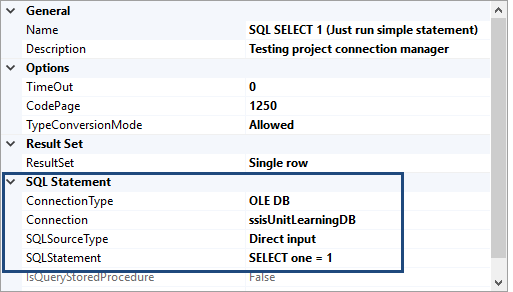 General
Name SQL SELECT 1 (Just run simple statement)
Description Testing project connection manager
Options
TimeOut 0
CodePage 1250
TypeConversionMode Allowed
Result Set
ResultSet Single row
SQL Statement
ConnectionType OLE DB
Connection ssisUnitLearningDB
SQLSourceType Direct input
SQLStatement SELECT one = 1
IsQueryStoredProcedure False